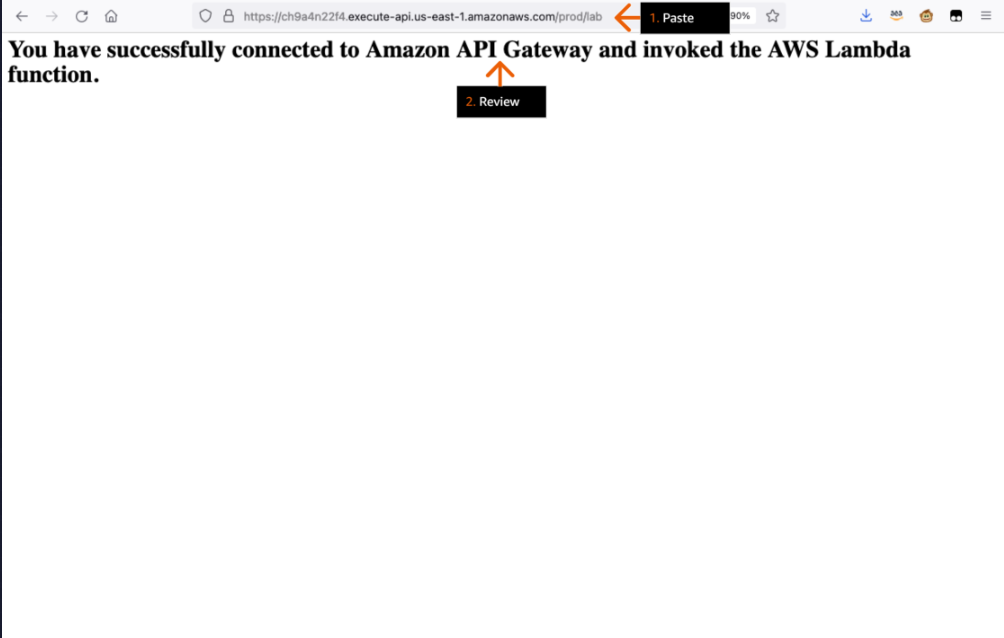 https://ch9a4n22f4.execute-api.us-east-1.amazonaws.com/prod/lab
1. Paste
90%
You have successfully connected to Amazon API Gateway and invoked the AWS Lambda
function.
2. Review